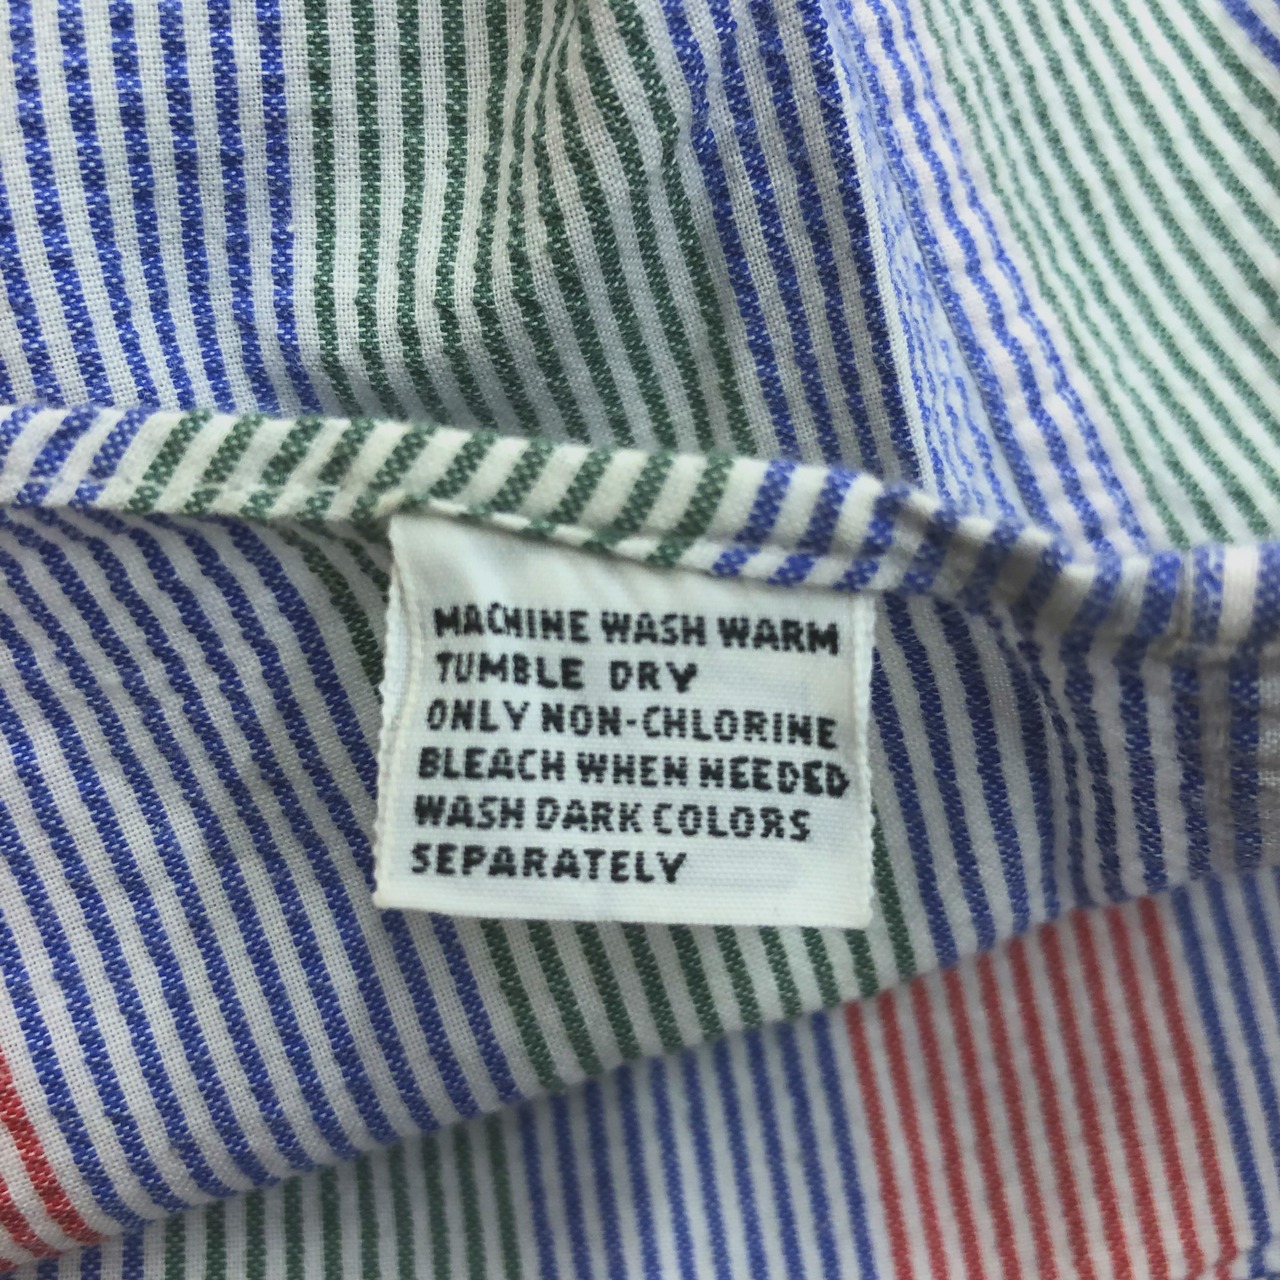 MACHINE WASH WARM
TUMBLE DRY
ONLY NON-CHLORINE
BLEACH WHEN NEEDED
WASH DARK COLORS
SEPARATELY